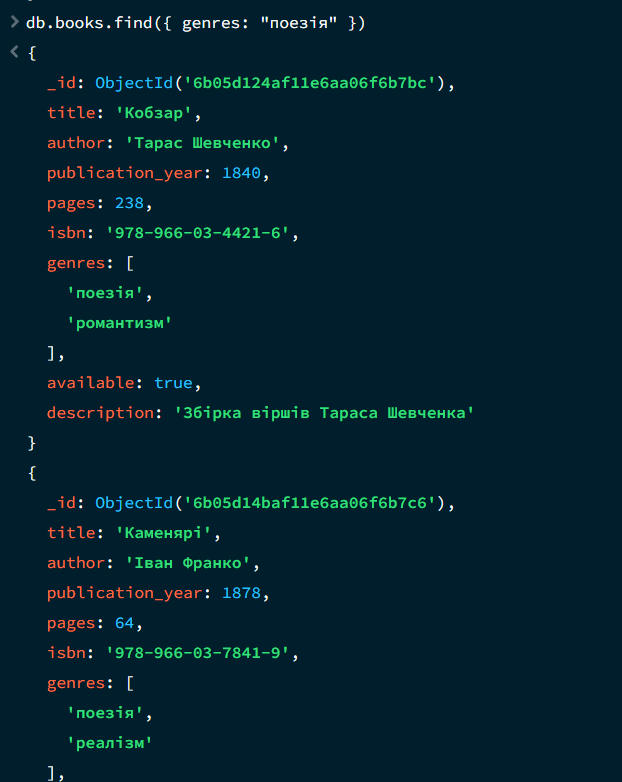 > db.books.find({ genres: "поезія" })
< {
_id: ObjectId('6b05d124af11e6aa06f6b7bc'),
title: 'Кобзар',
author: 'Тарас Шевченко',
publication_year: 1840,
pages: 238,
isbn: '978-966-03-4421-6',
genres: [
'поезія',
'романтизм'
],
available: true,
description: 'Збірка віршів Тараса Шевченка'
}
{
_id: ObjectId('6b05d14baf11e6aa06f6b7c6'),
title: 'Каменярі',
author: 'Іван Франко',
publication_year: 1878,
pages: 64,
isbn: '978-966-03-7841-9',
genres: [
'поезія',
'реалізм'
],